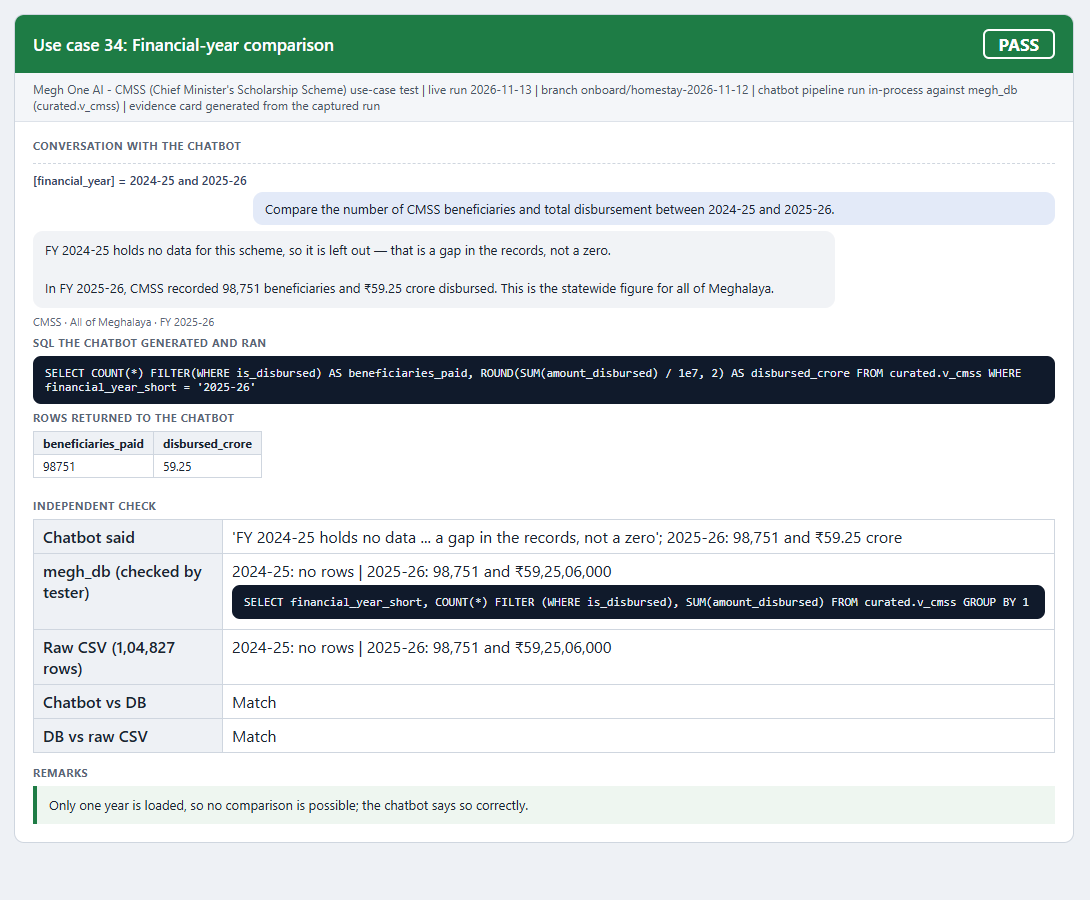 Use case 34: Financial-year comparison
PASS
Megh One AI - CMSS (Chief Minister's Scholarship Scheme) use-case test | live run 2026-11-13 | branch onboard/homestay-2026-11-12 | chatbot pipeline run in-process against megh_db
(curated.v_cmss) | evidence card generated from the captured run
CONVERSATION WITH THE CHATBOT
[financial_year] = 2024-25 and 2025-26
Compare the number of CMSS beneficiaries and total disbursement between 2024-25 and 2025-26.
FY 2024-25 holds no data for this scheme, so it is left out — that is a gap in the records, not a zero.
In FY 2025-26, CMSS recorded 98,751 beneficiaries and ₹59.25 crore disbursed. This is the statewide figure for all of Meghalaya.
CMSS · All of Meghalaya · FY 2025-26
SQL THE CHATBOT GENERATED AND RAN
SELECT COUNT(*) FILTER(WHERE is_disbursed) AS beneficiaries_paid, ROUND(SUM(amount_disbursed) / 1e7, 2) AS disbursed_crore FROM curated.v_cmss WHERE
financial_year_short = '2025-26'
ROWS RETURNED TO THE CHATBOT
beneficiaries_paid disbursed_crore
98751 59.25
INDEPENDENT CHECK
Chatbot said 'FY 2024-25 holds no data ... a gap in the records, not a zero'; 2025-26: 98,751 and ₹59.25 crore
megh_db (checked by tester) 2024-25: no rows | 2025-26: 98,751 and ₹59,25,06,000
SELECT financial_year_short, COUNT(*) FILTER (WHERE is_disbursed), SUM(amount_disbursed) FROM curated.v_cmss GROUP BY 1
Raw CSV (1,04,827 rows) 2024-25: no rows | 2025-26: 98,751 and ₹59,25,06,000
Chatbot vs DB Match
DB vs raw CSV Match
REMARKS
Only one year is loaded, so no comparison is possible; the chatbot says so correctly.